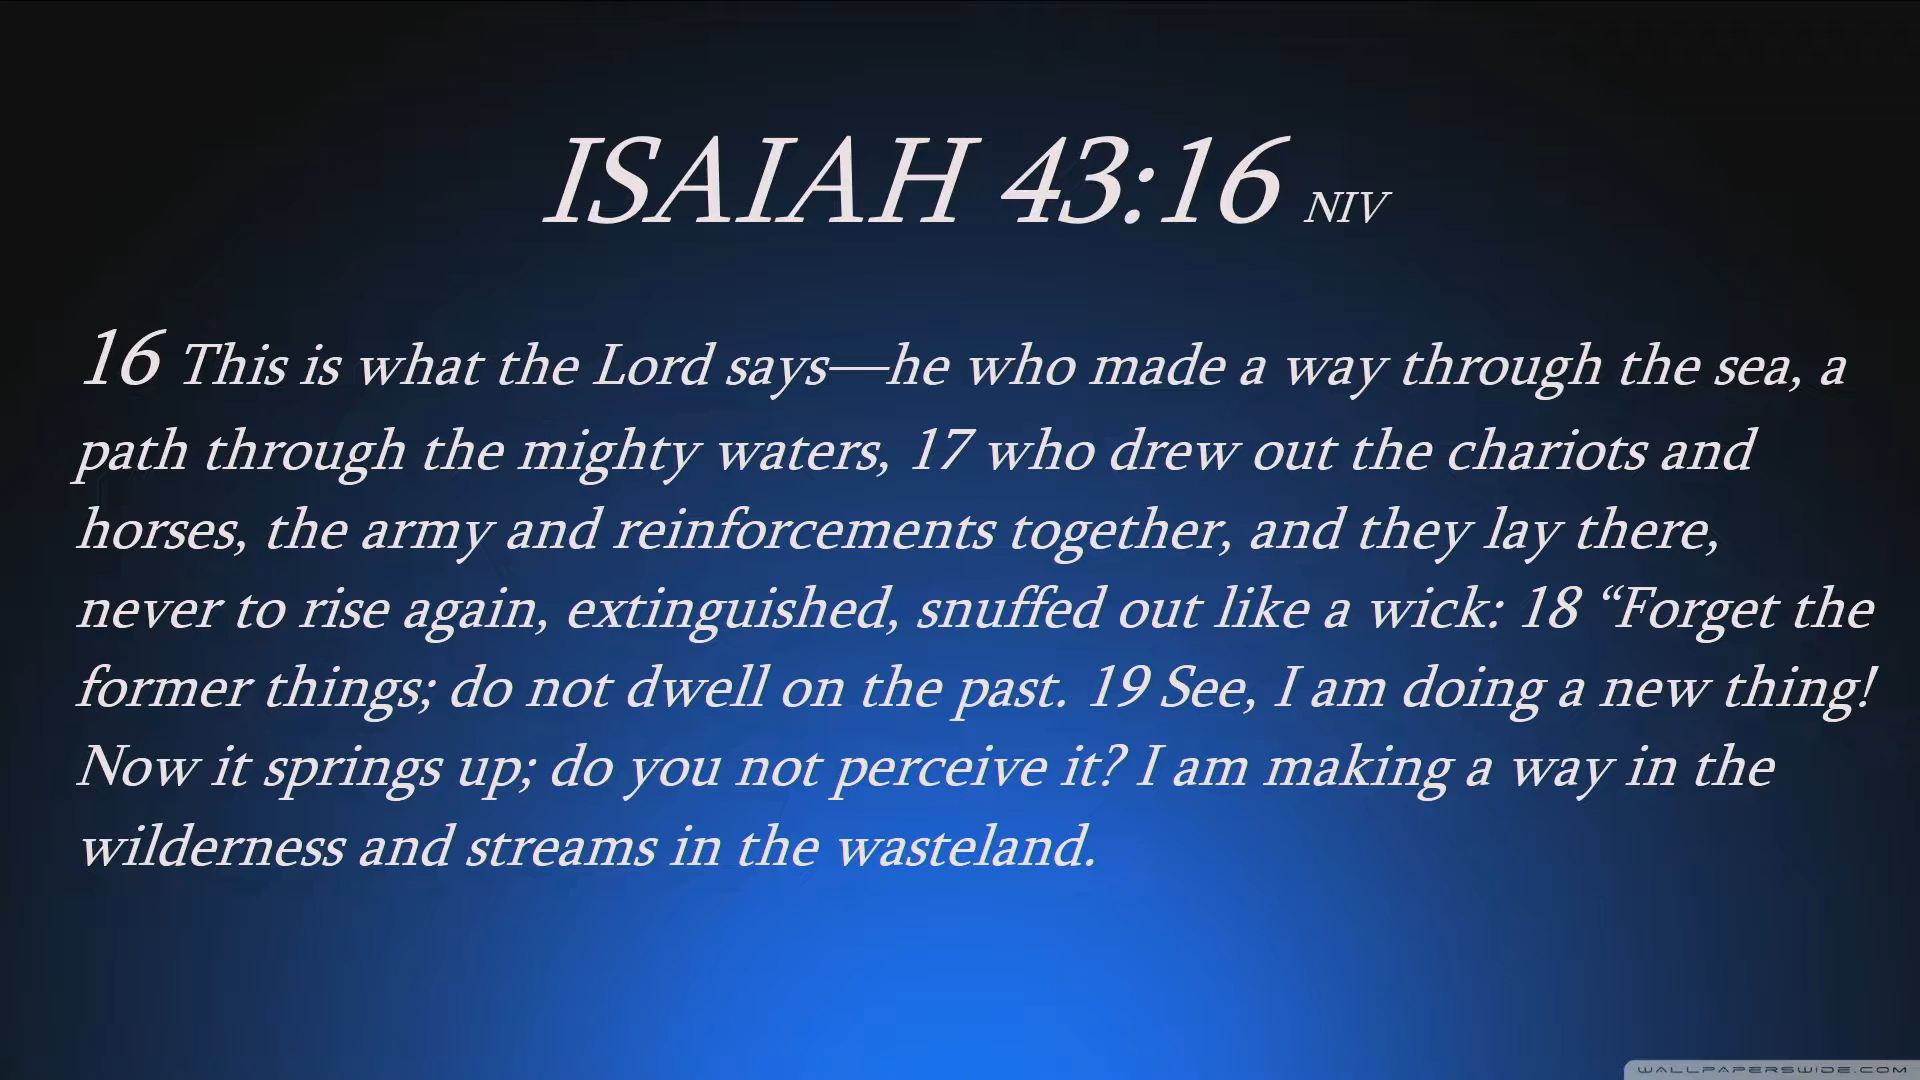 ISAIAH 43:16 NIV
16 This is what the Lord says—he who made a way through the sea, a
path through the mighty waters, 17 who drew out the chariots and
horses, the army and reinforcements together, and they lay there,
never to rise again, extinguished, snuffed out like a wick: 18 “Forget the
former things; do not dwell on the past. 19 See, I am doing a new thing!
Now it springs up; do you not perceive it? I am making a way in the
wilderness and streams in the wasteland.
WALLPAPERSWIDE.COM